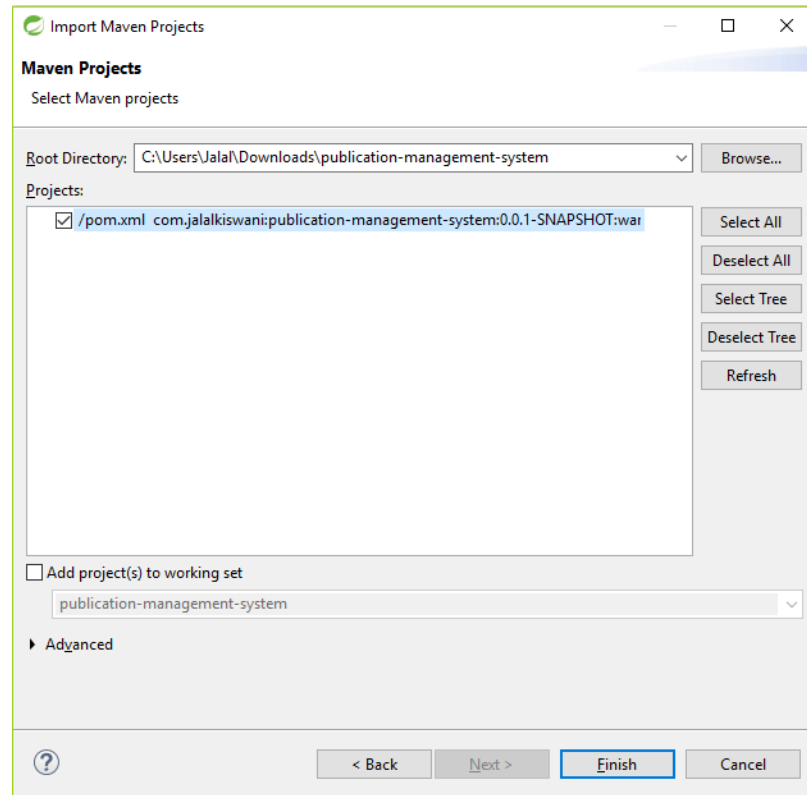 Import Maven Projects
Maven Projects
Select Maven projects
Root Directory: C:\Users\Jalal\Downloads\publication-management-system Browse...
Projects:
/pom.xml com.jalalkiswani:publication-management-system:0.0.1-SNAPSHOT:war
Select All
Deselect All
Select Tree
Deselect Tree
Refresh
Add project(s) to working set
publication-management-system
Advanced
? < Back Next > Finish Cancel